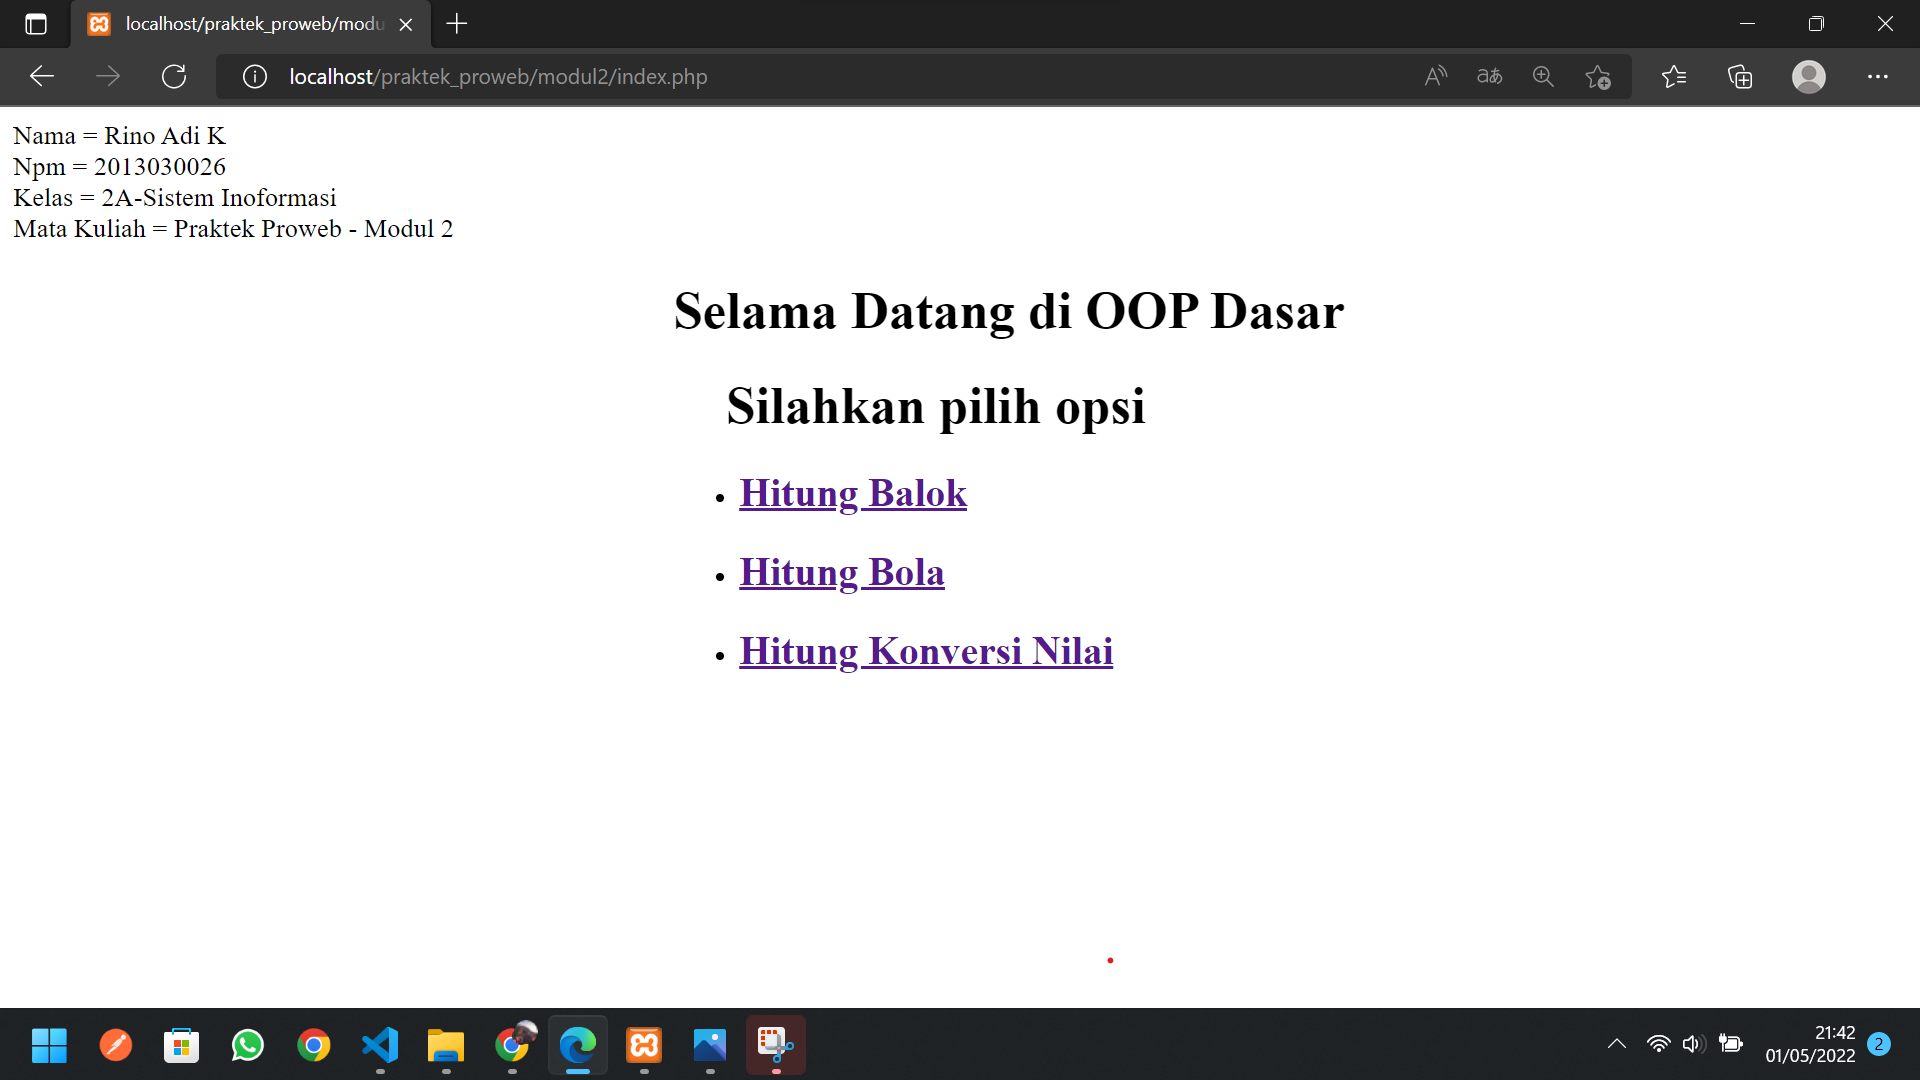 localhost/praktek_proweb/modu
localhost/praktek_proweb/modul2/index.php
Nama = Rino Adi K
Npm = 2013030026
Kelas = 2A-Sistem Inoformasi
Mata Kuliah = Praktek Proweb - Modul 2
Selama Datang di OOP Dasar
Silahkan pilih opsi
Hitung Balok
Hitung Bola
Hitung Konversi Nilai
21:42
01/05/2022
2